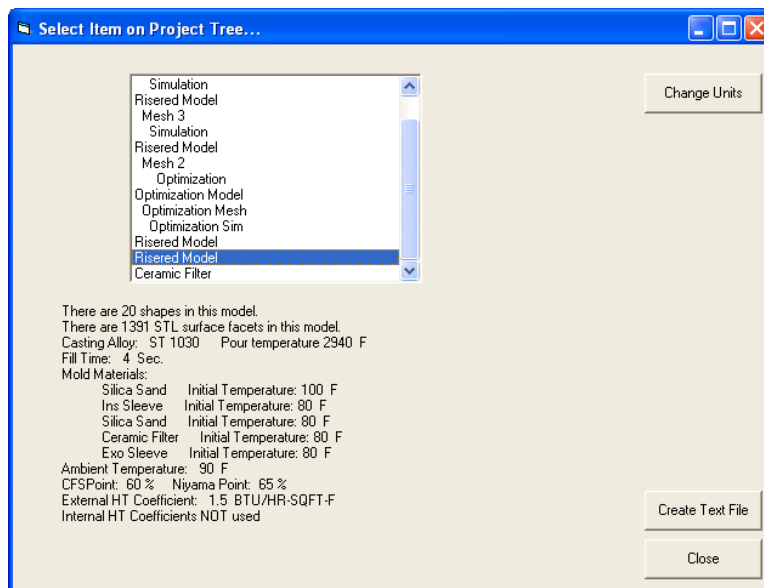 Select Item on Project Tree...
Simulation
Risered Model
Mesh 3
Simulation
Risered Model
Mesh 2
Optimization
Optimization Model
Optimization Mesh
Optimization Sim
Risered Model
Risered Model
Ceramic Filter
Change Units
There are 20 shapes in this model.
There are 1391 STL surface facets in this model.
Casting Alloy: ST 1030 Pour temperature 2940 F
Fill Time: 4 Sec.
Mold Materials:
Silica Sand Initial Temperature: 100 F
Ins Sleeve Initial Temperature: 80 F
Silica Sand Initial Temperature: 80 F
Ceramic Filter Initial Temperature: 80 F
Exo Sleeve Initial Temperature: 80 F
Ambient Temperature: 90 F
CFSPoint: 60 % Niyama Point: 65 %
External HT Coefficient: 1.5 BTU/HR-SQFT-F
Internal HT Coefficients NOT used
Create Text File
Close